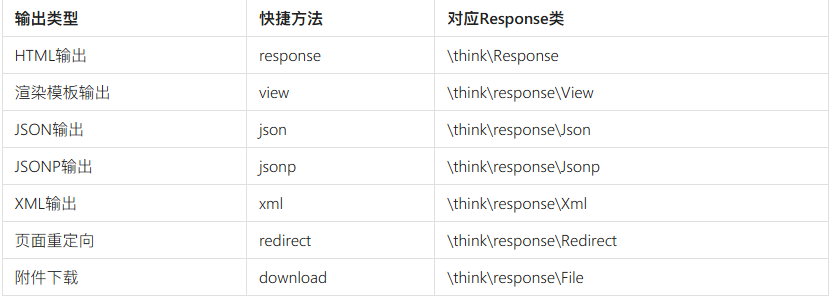 输出类型 快捷方法 对应Response类
HTML输出 response \think\Response
渲染模板输出 view \think\response\View
JSON输出 json \think\response\Json
JSONP输出 jsonp \think\response\Jsonp
XML输出 xml \think\response\Xml
页面重定向 redirect \think\response\Redirect
附件下载 download \think\response\File